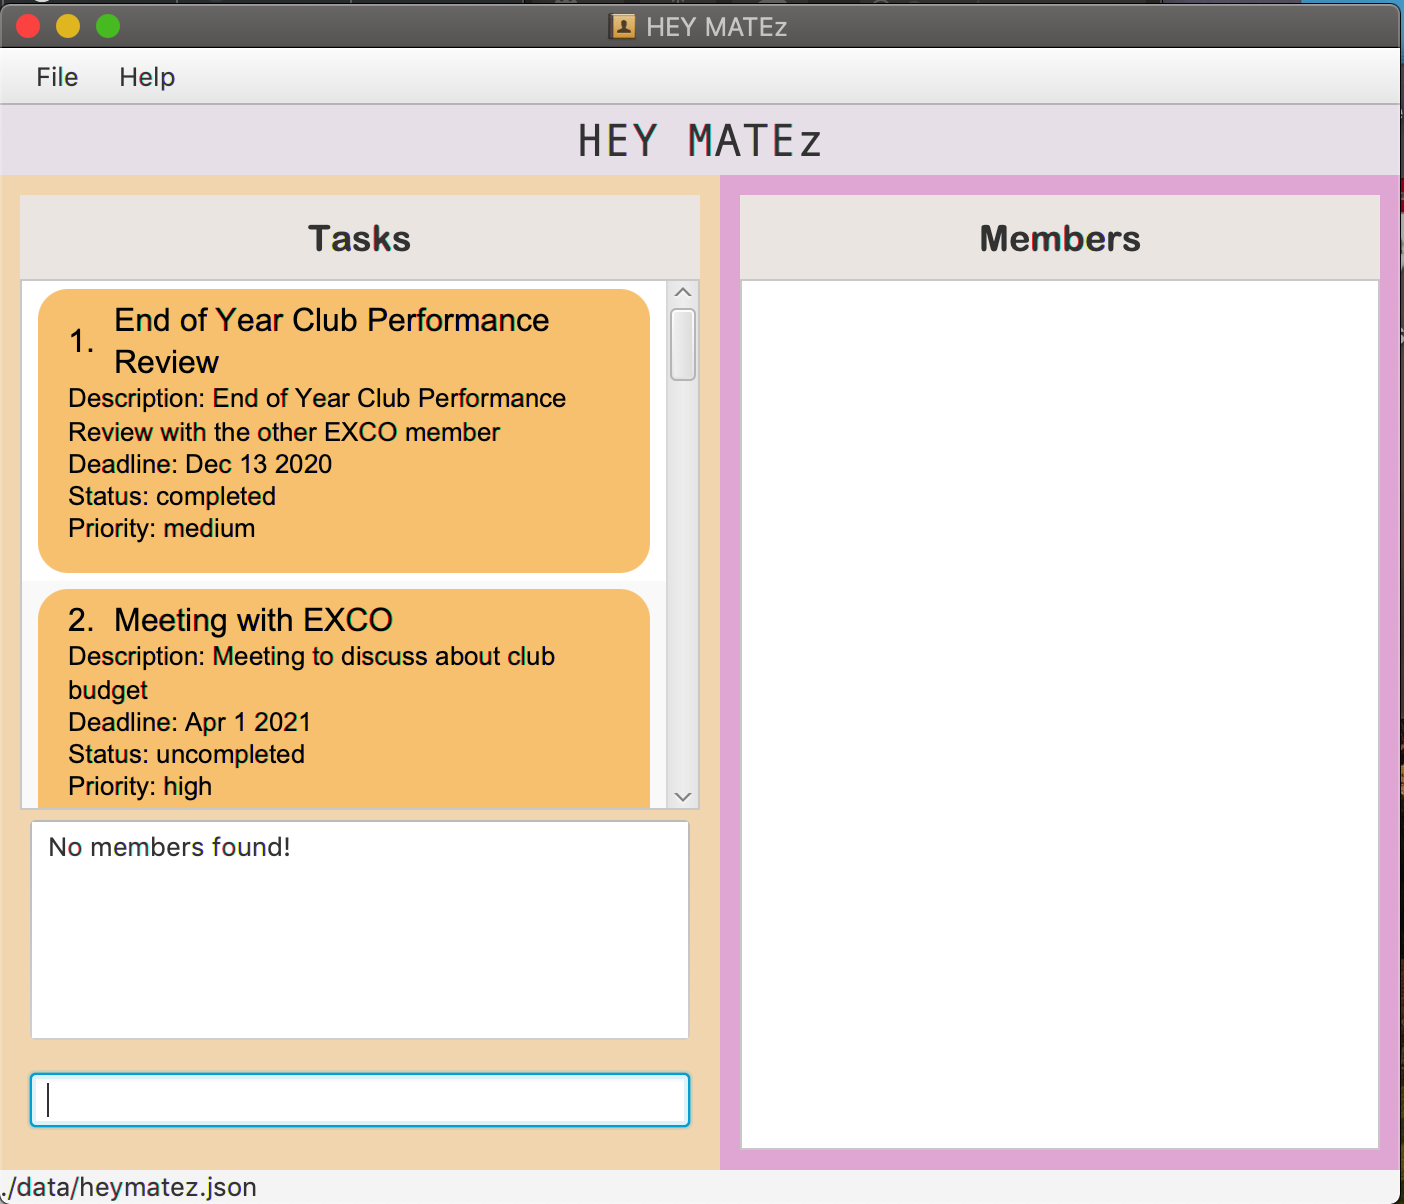 HEY MATEz
File Help
HEY MATEz
Tasks
1. End of Year Club Performance
Review
Description: End of Year Club Performance
Review with the other EXCO member
Deadline: Dec 13 2020
Status: completed
Priority: medium
2. Meeting with EXCO
Description: Meeting to discuss about club
budget
Deadline: Apr 1 2021
Status: uncompleted
Priority: high
No members found!
Members
./data/heymatez.json